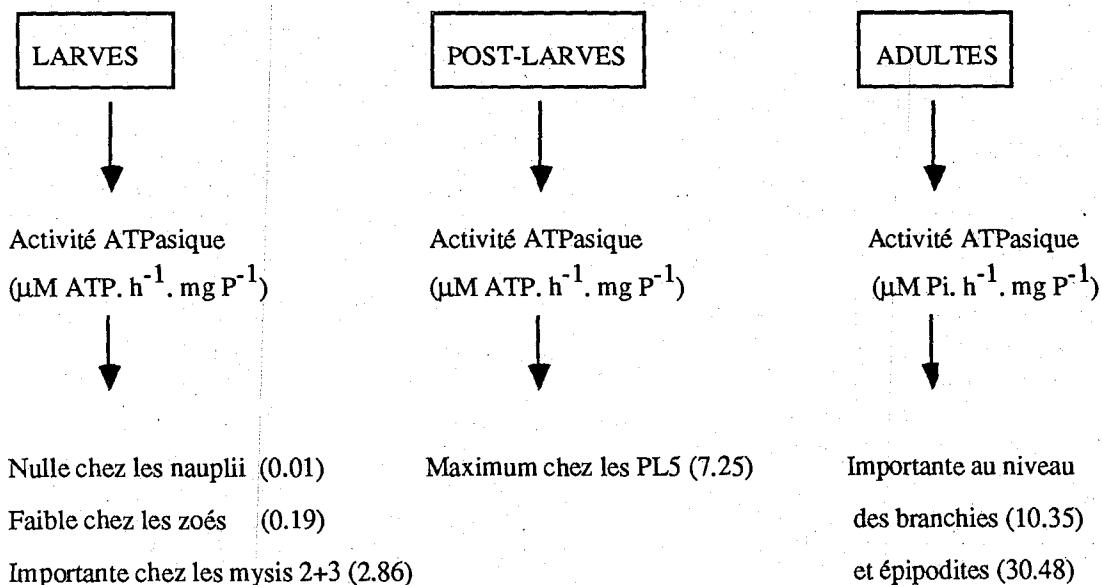 LARVES
Activité ATPasique
(µM ATP. h-1. mg P-1)
Nulle chez les nauplii (0.01)
Faible chez les zoés (0.19)
Importante chez les mysis 2+3 (2.86)
POST-LARVES
Activité ATPasique
(µM ATP. h-1. mg P-1)
Maximum chez les PL5 (7.25)
ADULTES
Activité ATPasique
(µM Pi. h-1. mg P-1)
Importante au niveau
des branchies (10.35)
et épipodites (30.48)